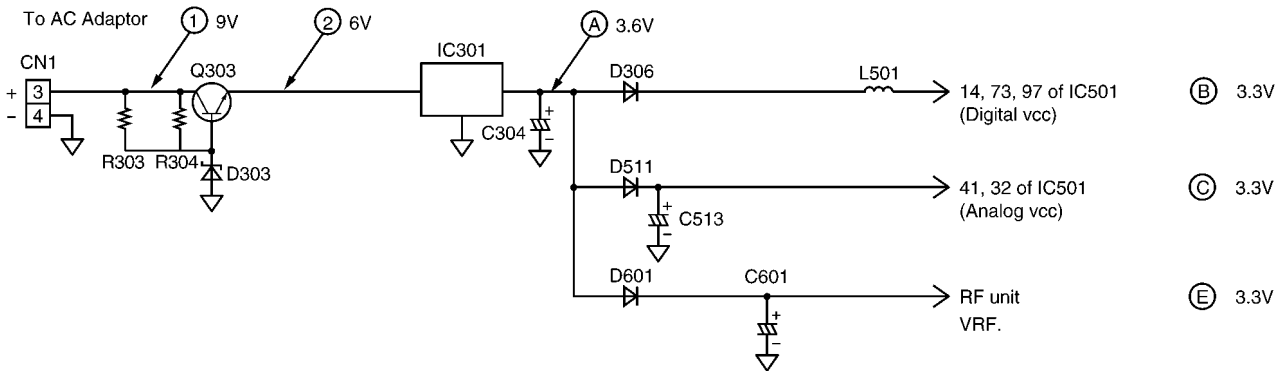 To AC Adaptor
1 9V
2 6V
A 3.6V
CN1
Q303
IC301
D306
L501
+ 3
- 4
14, 73, 97 of IC501
(Digital vcc)
B 3.3V
+
C304
-
R303
R304
D303
D511
41, 32 of IC501
(Analog vcc)
C 3.3V
+
C513
-
D601
C601
RF unit
VRF.
E 3.3V
+
-